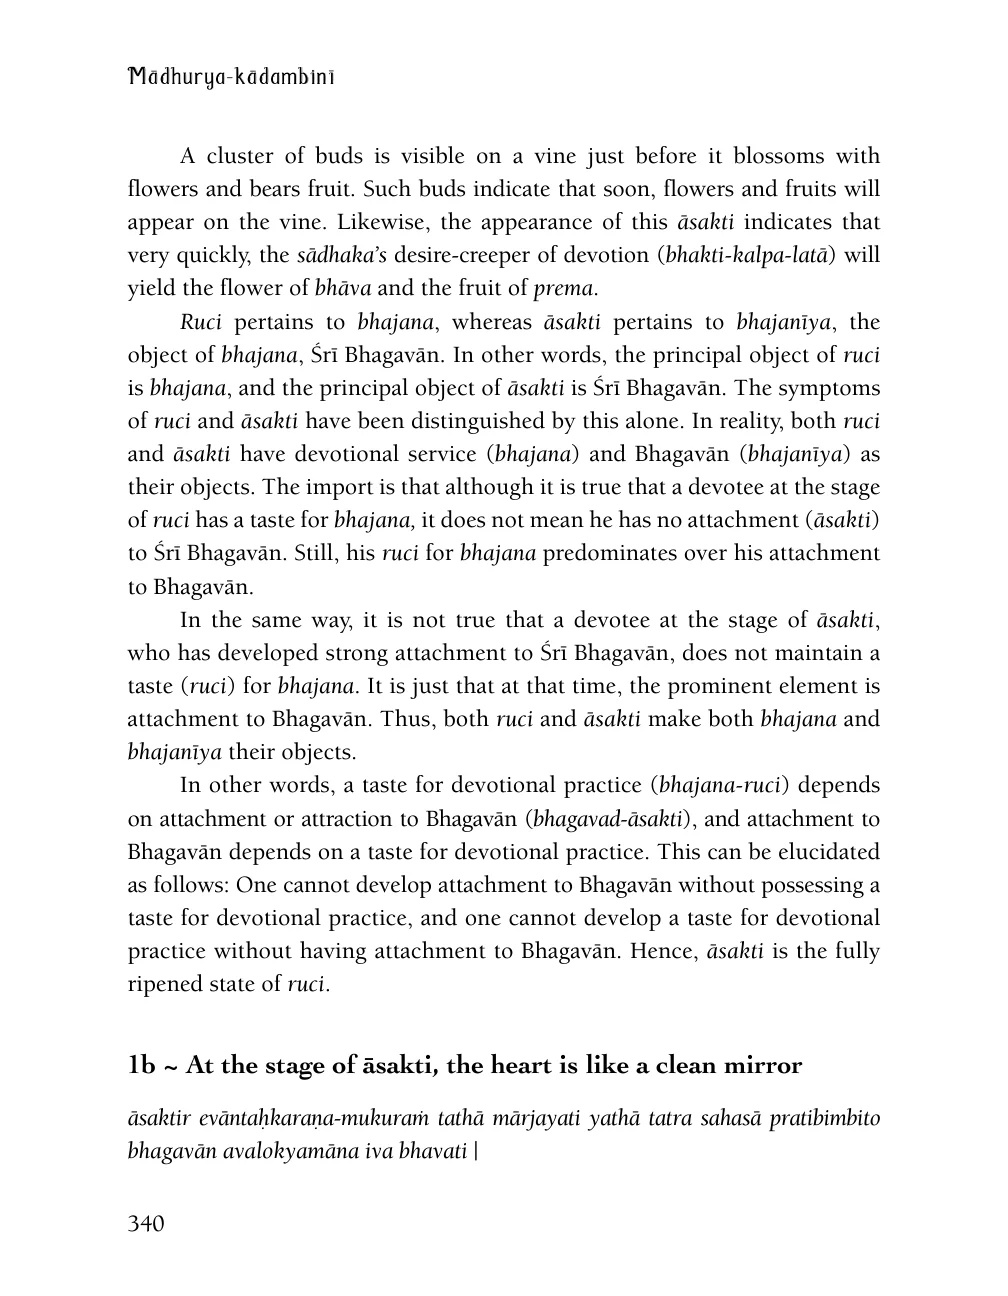 Mādhurya-kādambinī
A cluster of buds is visible on a vine just before it blossoms with
flowers and bears fruit. Such buds indicate that soon, flowers and fruits will
appear on the vine. Likewise, the appearance of this āsakti indicates that
very quickly, the sādhaka’s desire-creeper of devotion (bhakti-kalpa-latā) will
yield the flower of bhāva and the fruit of prema.
Ruci pertains to bhajana, whereas āsakti pertains to bhajanīya, the
object of bhajana, Śrī Bhagavān. In other words, the principal object of ruci
is bhajana, and the principal object of āsakti is Śrī Bhagavān. The symptoms
of ruci and āsakti have been distinguished by this alone. In reality, both ruci
and āsakti have devotional service (bhajana) and Bhagavān (bhajanīya) as
their objects. The import is that although it is true that a devotee at the stage
of ruci has a taste for bhajana, it does not mean he has no attachment (āsakti)
to Śrī Bhagavān. Still, his ruci for bhajana predominates over his attachment
to Bhagavān.
In the same way, it is not true that a devotee at the stage of āsakti,
who has developed strong attachment to Śrī Bhagavān, does not maintain a
taste (ruci) for bhajana. It is just that at that time, the prominent element is
attachment to Bhagavān. Thus, both ruci and āsakti make both bhajana and
bhajanīya their objects.
In other words, a taste for devotional practice (bhajana-ruci) depends
on attachment or attraction to Bhagavān (bhagavad-āsakti), and attachment to
Bhagavān depends on a taste for devotional practice. This can be elucidated
as follows: One cannot develop attachment to Bhagavān without possessing a
taste for devotional practice, and one cannot develop a taste for devotional
practice without having attachment to Bhagavān. Hence, āsakti is the fully
ripened state of ruci.
1b ~ At the stage of āsakti, the heart is like a clean mirror
āsaktir evāntaḥkaraṇa-mukuraṁ tathā mārjayati yathā tatra sahasā pratibimbito
bhagavān avalokyamāna iva bhavati |
340